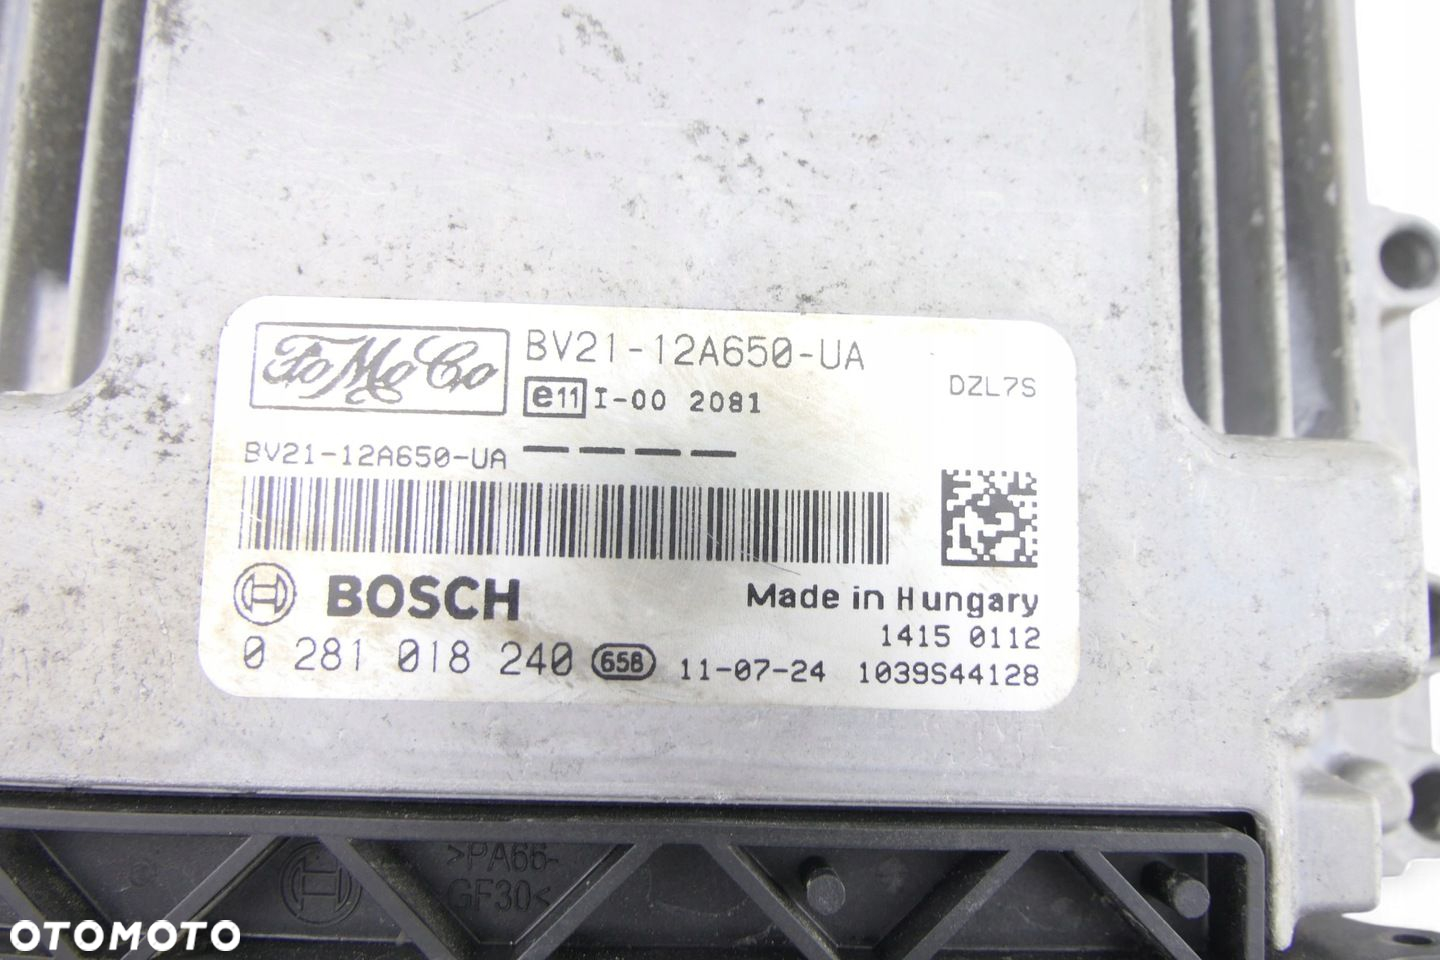 FoMoCo
BV21-12A650-UA
DZL7S
e11 I-00 2081
BV21-12A650-UA
BOSCH
Made in Hungary
1415 0112
0 281 018 240 658 11-07-24 1039S44128
>PA66-
GF30<
OTOMOTO